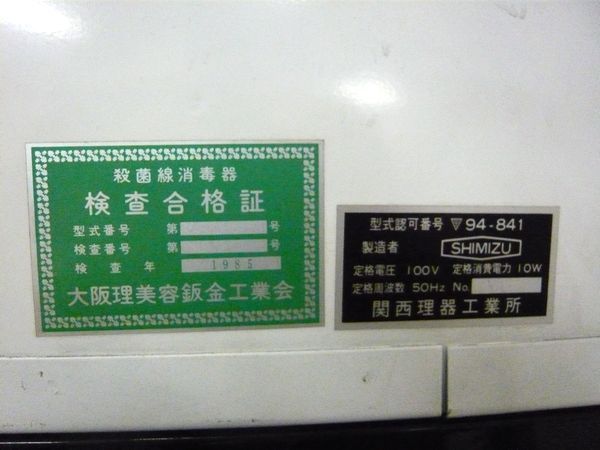 殺菌線消毒器
検査合格証
型式番号 第 号
検査番号 第 号
検査年 1985
大阪理美容鈑金工業会
型式認可番号 94-841
製造者 SHIMIZU
定格電圧 100V 定格消費電力 10W
定格周波数 50Hz No.
関西理器工業所